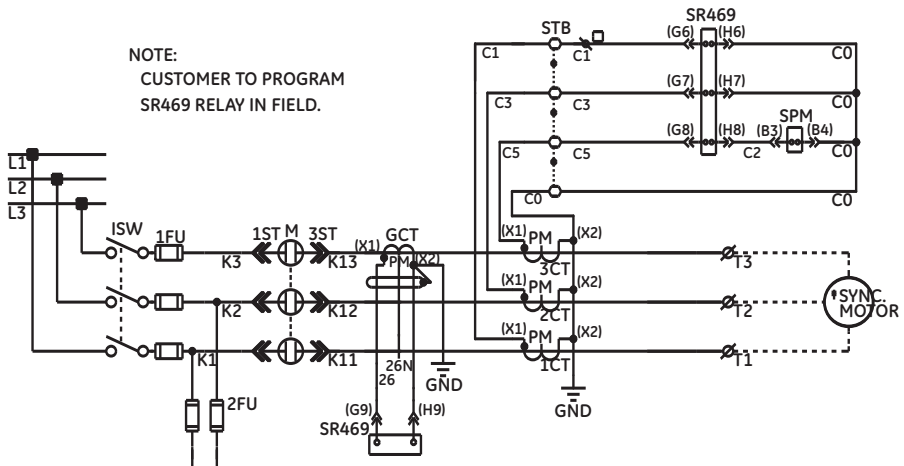 SR469
STB
(G6) (H6)
C1 C1 C0
NOTE:
CUSTOMER TO PROGRAM
SR469 RELAY IN FIELD.
(G7) (H7)
C3 C3 C0
SPM
(G8) (H8) (B3) (B4)
C5 C5 C2 C0
L1
L2
C0 C0
L3
ISW 1FU 1ST M 3ST (X1) GCT (X1) PM (X2)
K3 K13 PM (X2) 3CT T3
(X1) PM (X2)
K2 K12 2CT T2
SYNC.
MOTOR
(X1) PM (X2)
K1 K11 26N 1CT T1
26 GND
GND
2FU (G9) (H9)
SR469